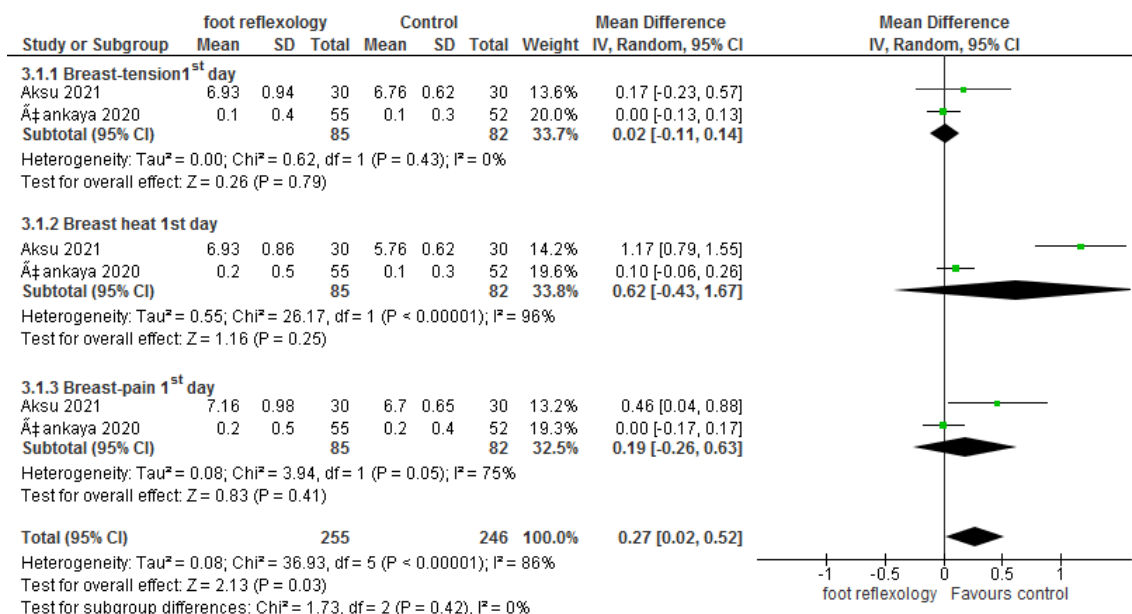 foot reflexology Control Mean Difference Mean Difference
Study or Subgroup Mean SD Total Mean SD Total Weight IV, Random, 95% CI IV, Random, 95% CI
3.1.1 Breast-tension1st day
Aksu 2021 6.93 0.94 30 6.76 0.62 30 13.6% 0.17 [-0.23, 0.57]
Ã‡ankaya 2020 0.1 0.4 55 0.1 0.3 52 20.0% 0.00 [-0.13, 0.13]
Subtotal (95% CI) 85 82 33.7% 0.02 [-0.11, 0.14]
Heterogeneity: Tau² = 0.00; Chi² = 0.62, df = 1 (P = 0.43); I² = 0%
Test for overall effect: Z = 0.26 (P = 0.79)
3.1.2 Breast heat 1st day
Aksu 2021 6.93 0.86 30 5.76 0.62 30 14.2% 1.17 [0.79, 1.55]
Ã‡ankaya 2020 0.2 0.5 55 0.1 0.3 52 19.6% 0.10 [-0.06, 0.26]
Subtotal (95% CI) 85 82 33.8% 0.62 [-0.43, 1.67]
Heterogeneity: Tau² = 0.55; Chi² = 26.17, df = 1 (P < 0.00001); I² = 96%
Test for overall effect: Z = 1.16 (P = 0.25)
3.1.3 Breast-pain 1st day
Aksu 2021 7.16 0.98 30 6.7 0.65 30 13.2% 0.46 [0.04, 0.88]
Ã‡ankaya 2020 0.2 0.5 55 0.2 0.4 52 19.3% 0.00 [-0.17, 0.17]
Subtotal (95% CI) 85 82 32.5% 0.19 [-0.26, 0.63]
Heterogeneity: Tau² = 0.08; Chi² = 3.94, df = 1 (P = 0.05); I² = 75%
Test for overall effect: Z = 0.83 (P = 0.41)
Total (95% CI) 255 246 100.0% 0.27 [0.02, 0.52]
Heterogeneity: Tau² = 0.08; Chi² = 36.93, df = 5 (P < 0.00001); I² = 86%
Test for overall effect: Z = 2.13 (P = 0.03)
Test for subgroup differences: Chi² = 1.73, df = 2 (P = 0.42), I² = 0%
-1 -0.5 0 0.5 1
foot reflexology Favours control